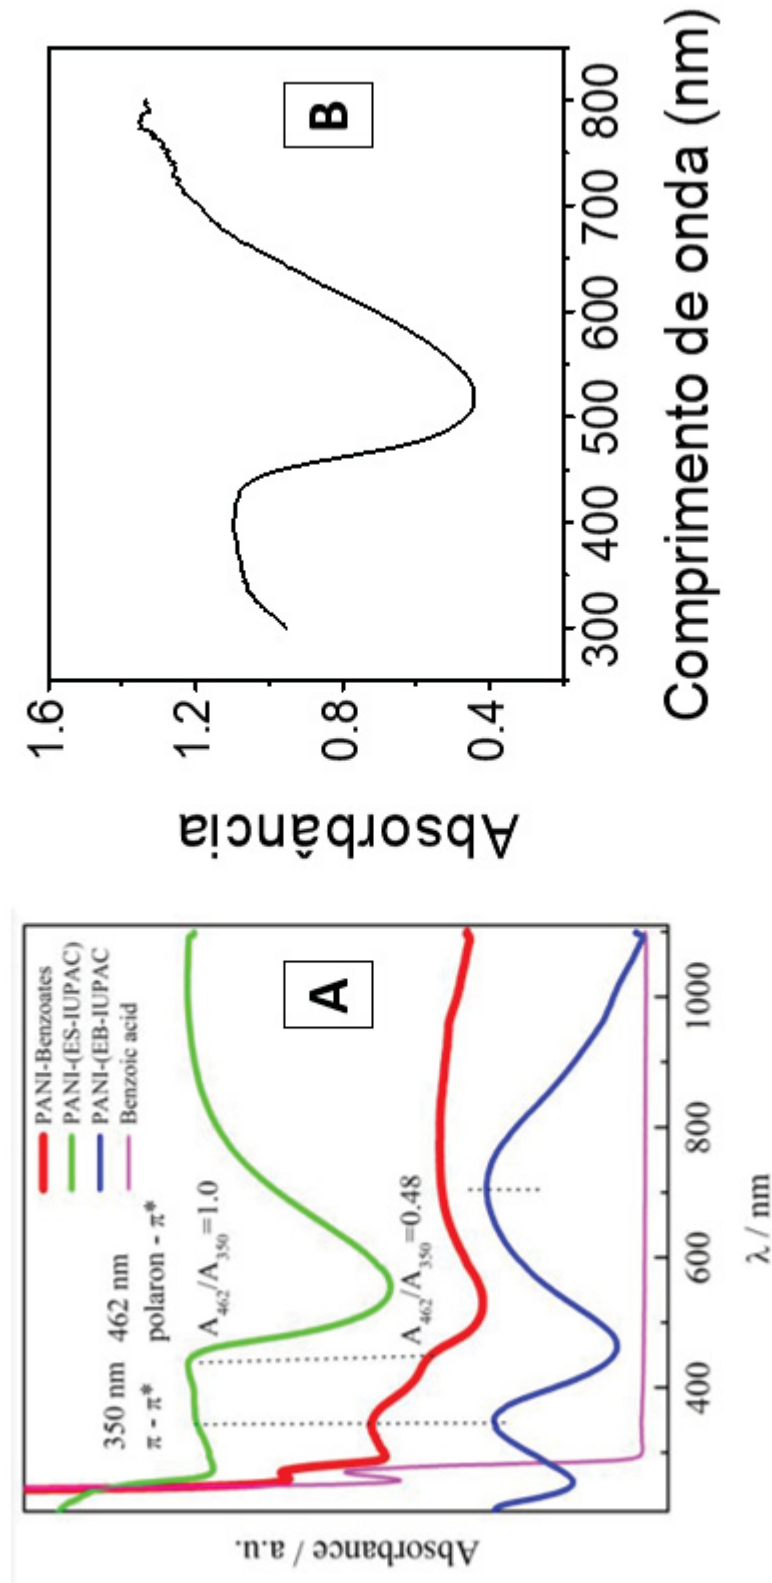 Absorbance / a.u.
350 nm 462 nm
π - π* polaron - π*
A462/A350=1.0
A462/A350=0.48
PANI-Benzoates
PANI-(ES-IUPAC)
PANI-(EB-IUPAC
Benzoic acid
A
400 600 800 1000
λ / nm
Absorbância
1.6
1.2
0.8
0.4
B
300 400 500 600 700 800
Comprimento de onda (nm)